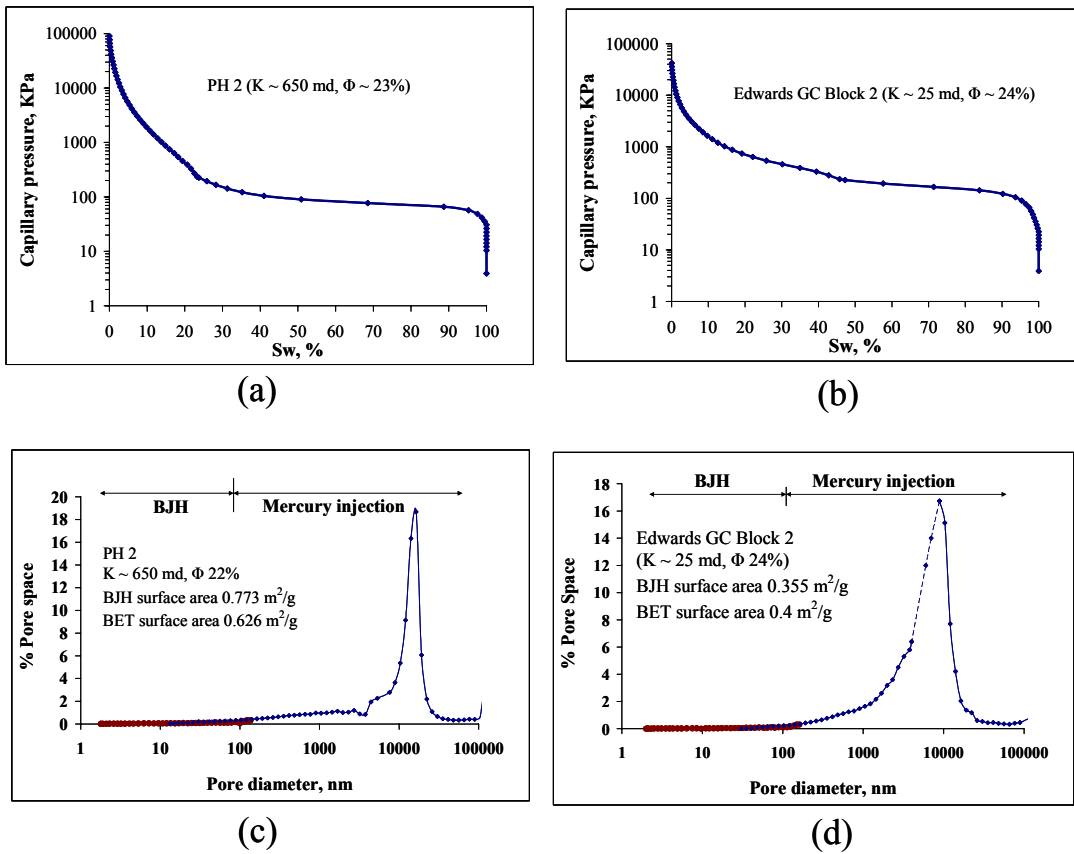 100000
10000
1000
100
10
1
Capillary pressure, KPa
PH 2 (K ~ 650 md, Φ ~ 23%)
0 10 20 30 40 50 60 70 80 90 100
Sw, %
(a)
100000
10000
1000
100
10
1
Capillary pressure, KPa
Edwards GC Block 2 (K ~ 25 md, Φ ~ 24%)
0 10 20 30 40 50 60 70 80 90 100
Sw, %
(b)
BJH Mercury injection
20
18
16
14
12
10
8
6
4
2
0
% Pore space
PH 2
K ~ 650 md, Φ 22%
BJH surface area 0.773 m²/g
BET surface area 0.626 m²/g
1 10 100 1000 10000 100000
Pore diameter, nm
(c)
BJH Mercury injection
18
16
14
12
10
8
6
4
2
0
% Pore Space
Edwards GC Block 2
(K ~ 25 md, Φ 24%)
BJH surface area 0.355 m²/g
BET surface area 0.4 m²/g
1 10 100 1000 10000 100000
Pore diameter, nm
(d)